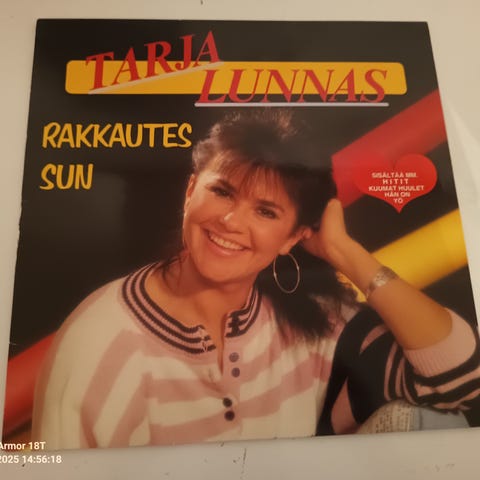 TARJA
LUNNAS
RAKKAUTES
SUN
SISÄLTÄÄ MM.
HITIT
KUUMAT HUULET
HÄN ON
YÖ
Armor 18T
2025 14:56:18